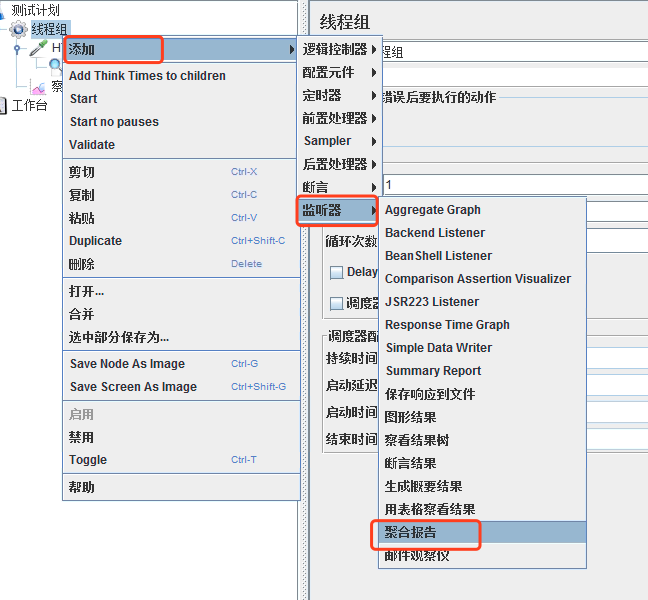 测试计划
线程组
工作台
添加
Add Think Times to children
Start
Start no pauses
Validate
剪切 Ctrl-X
复制 Ctrl-C
粘贴 Ctrl-V
Duplicate Ctrl+Shift-C
删除 Delete
打开...
合并
选中部分保存为...
Save Node As Image Ctrl-G
Save Screen As Image Ctrl+Shift-G
启用
禁用
Toggle Ctrl-T
帮助
逻辑控制器
配置元件
定时器
前置处理器
Sampler
后置处理器
断言
监听器
Aggregate Graph
Backend Listener
BeanShell Listener
Comparison Assertion Visualizer
JSR223 Listener
Response Time Graph
Simple Data Writer
Summary Report
保存响应到文件
图形结果
察看结果树
断言结果
生成概要结果
用表格察看结果
聚合报告
邮件观察仪
线程组
程组
错误后要执行的动作
1
循环次数
Delay
调度器
调度器配
持续时间
启动延迟
启动时间
结束时间